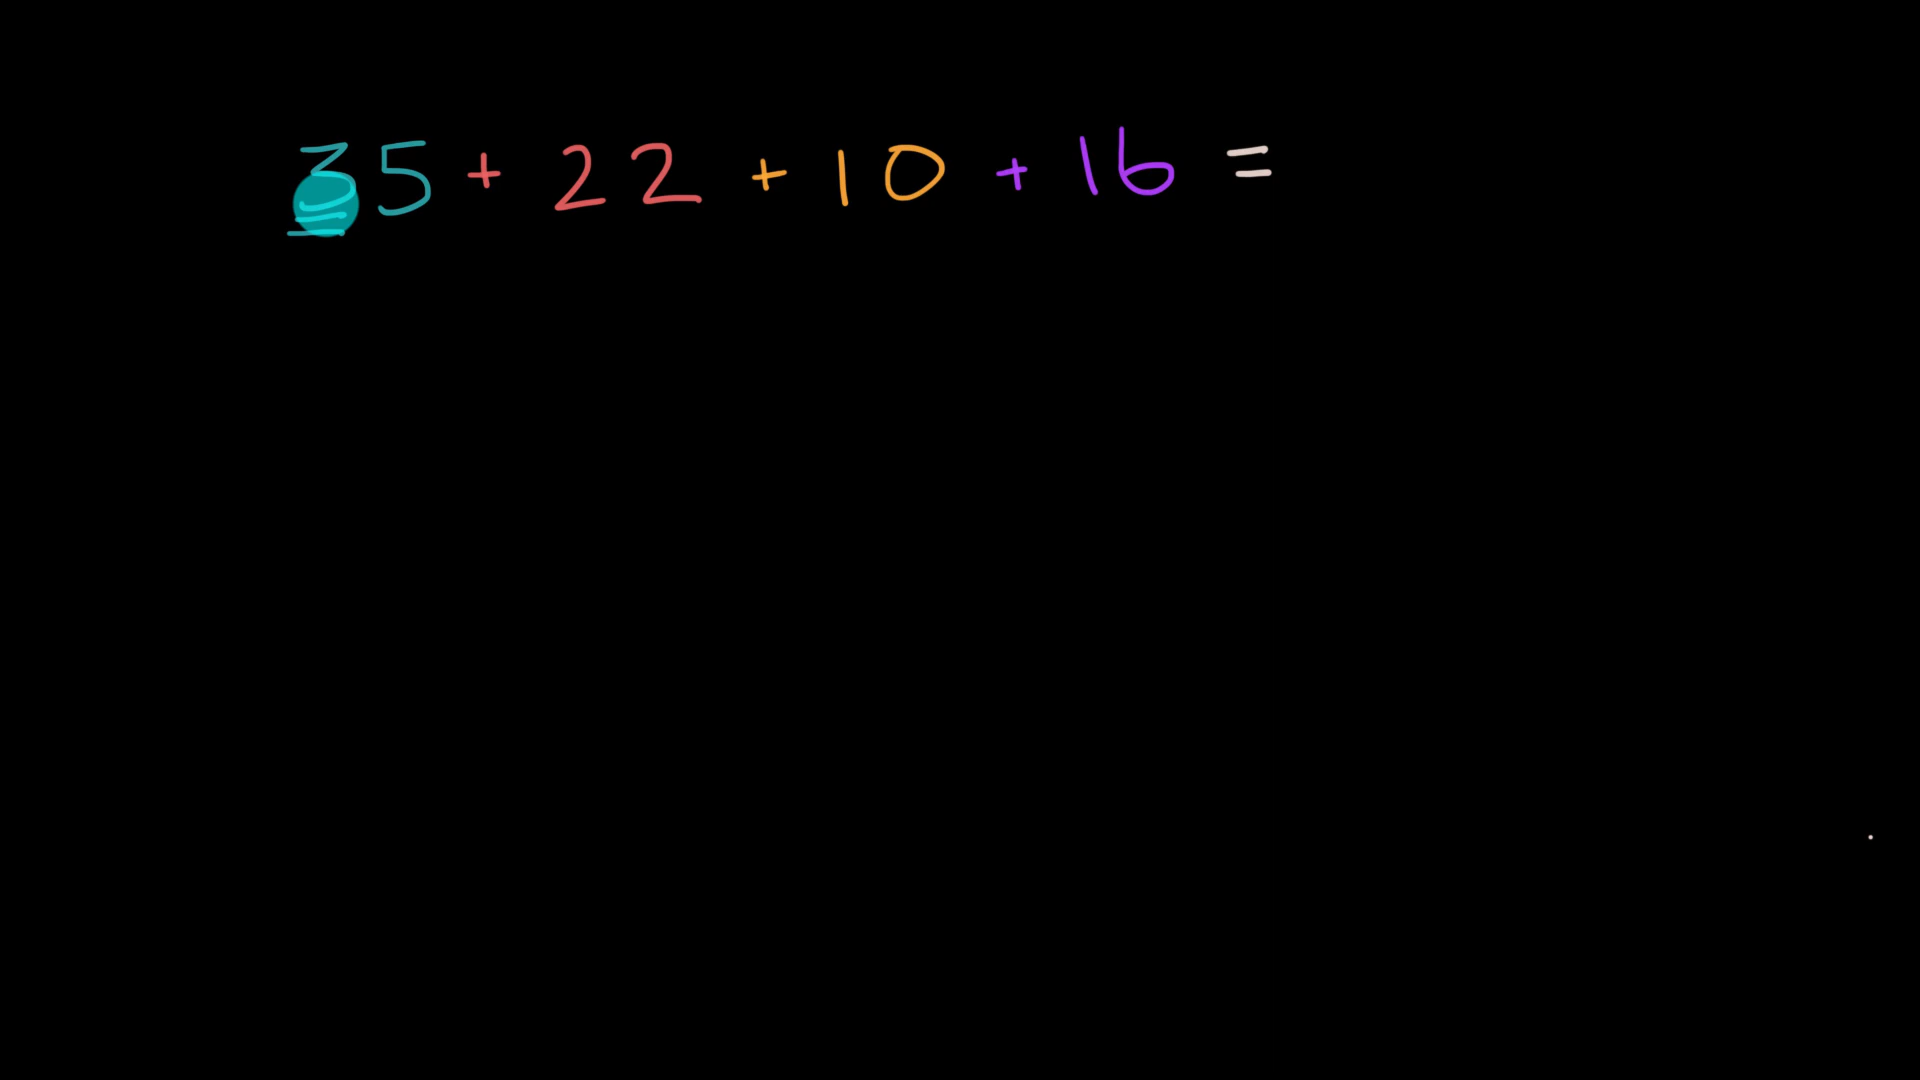 35 + 22 + 10 + 16 =